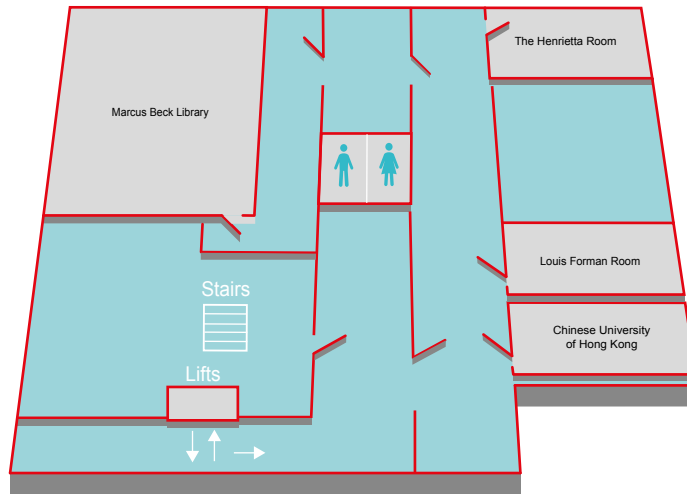 The Henrietta Room
Marcus Beck Library
Louis Forman Room
Stairs
Chinese University
of Hong Kong
Lifts